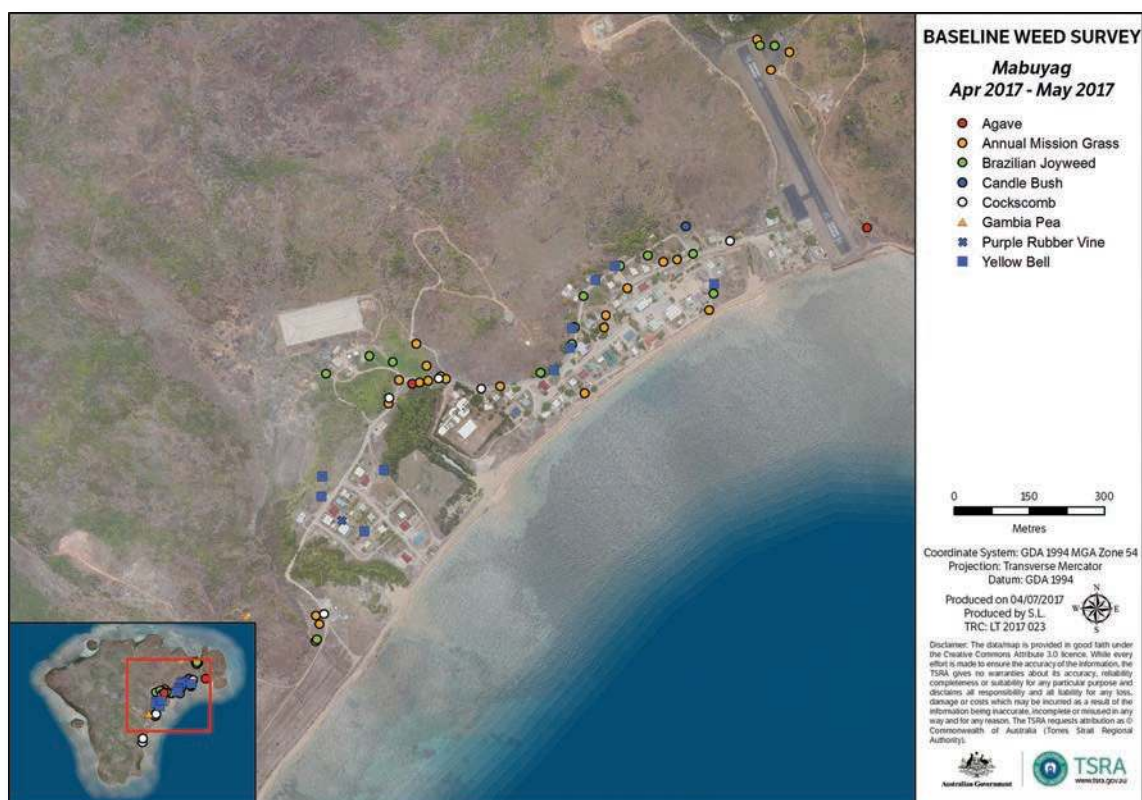 BASELINE WEED SURVEY
Mabuyag
Apr 2017 - May 2017
Agave
Annual Mission Grass
Brazilian Joyweed
Candle Bush
Cockscomb
Gambia Pea
Purple Rubber Vine
Yellow Bell
0 150 300
Metres
Coordinate System: GDA 1994 MGA Zone 54
Projection: Transverse Mercator
Datum: GDA 1994
Produced on 04/07/2017
Produced by S.L.
TRC: LT 2017 023
N
W E
S
Disclaimer: The data/map is provided in good faith under
the Creative Commons Attribute 3.0 licence. While every
effort is made to ensure the accuracy of the information, the
TSRA gives no warranties about its accuracy, reliability
completeness or suitability for any particular purpose and
disclaims all responsibility and all liability for any loss,
damage or costs which may be incurred as a result of the
information being inaccurate, incomplete or misused in any
way and for any reason. The TSRA requests attribution as ©
Commonwealth of Australia (Torres Strait Regional
Authority).
Australian Government
TSRA
www.tsra.gov.au